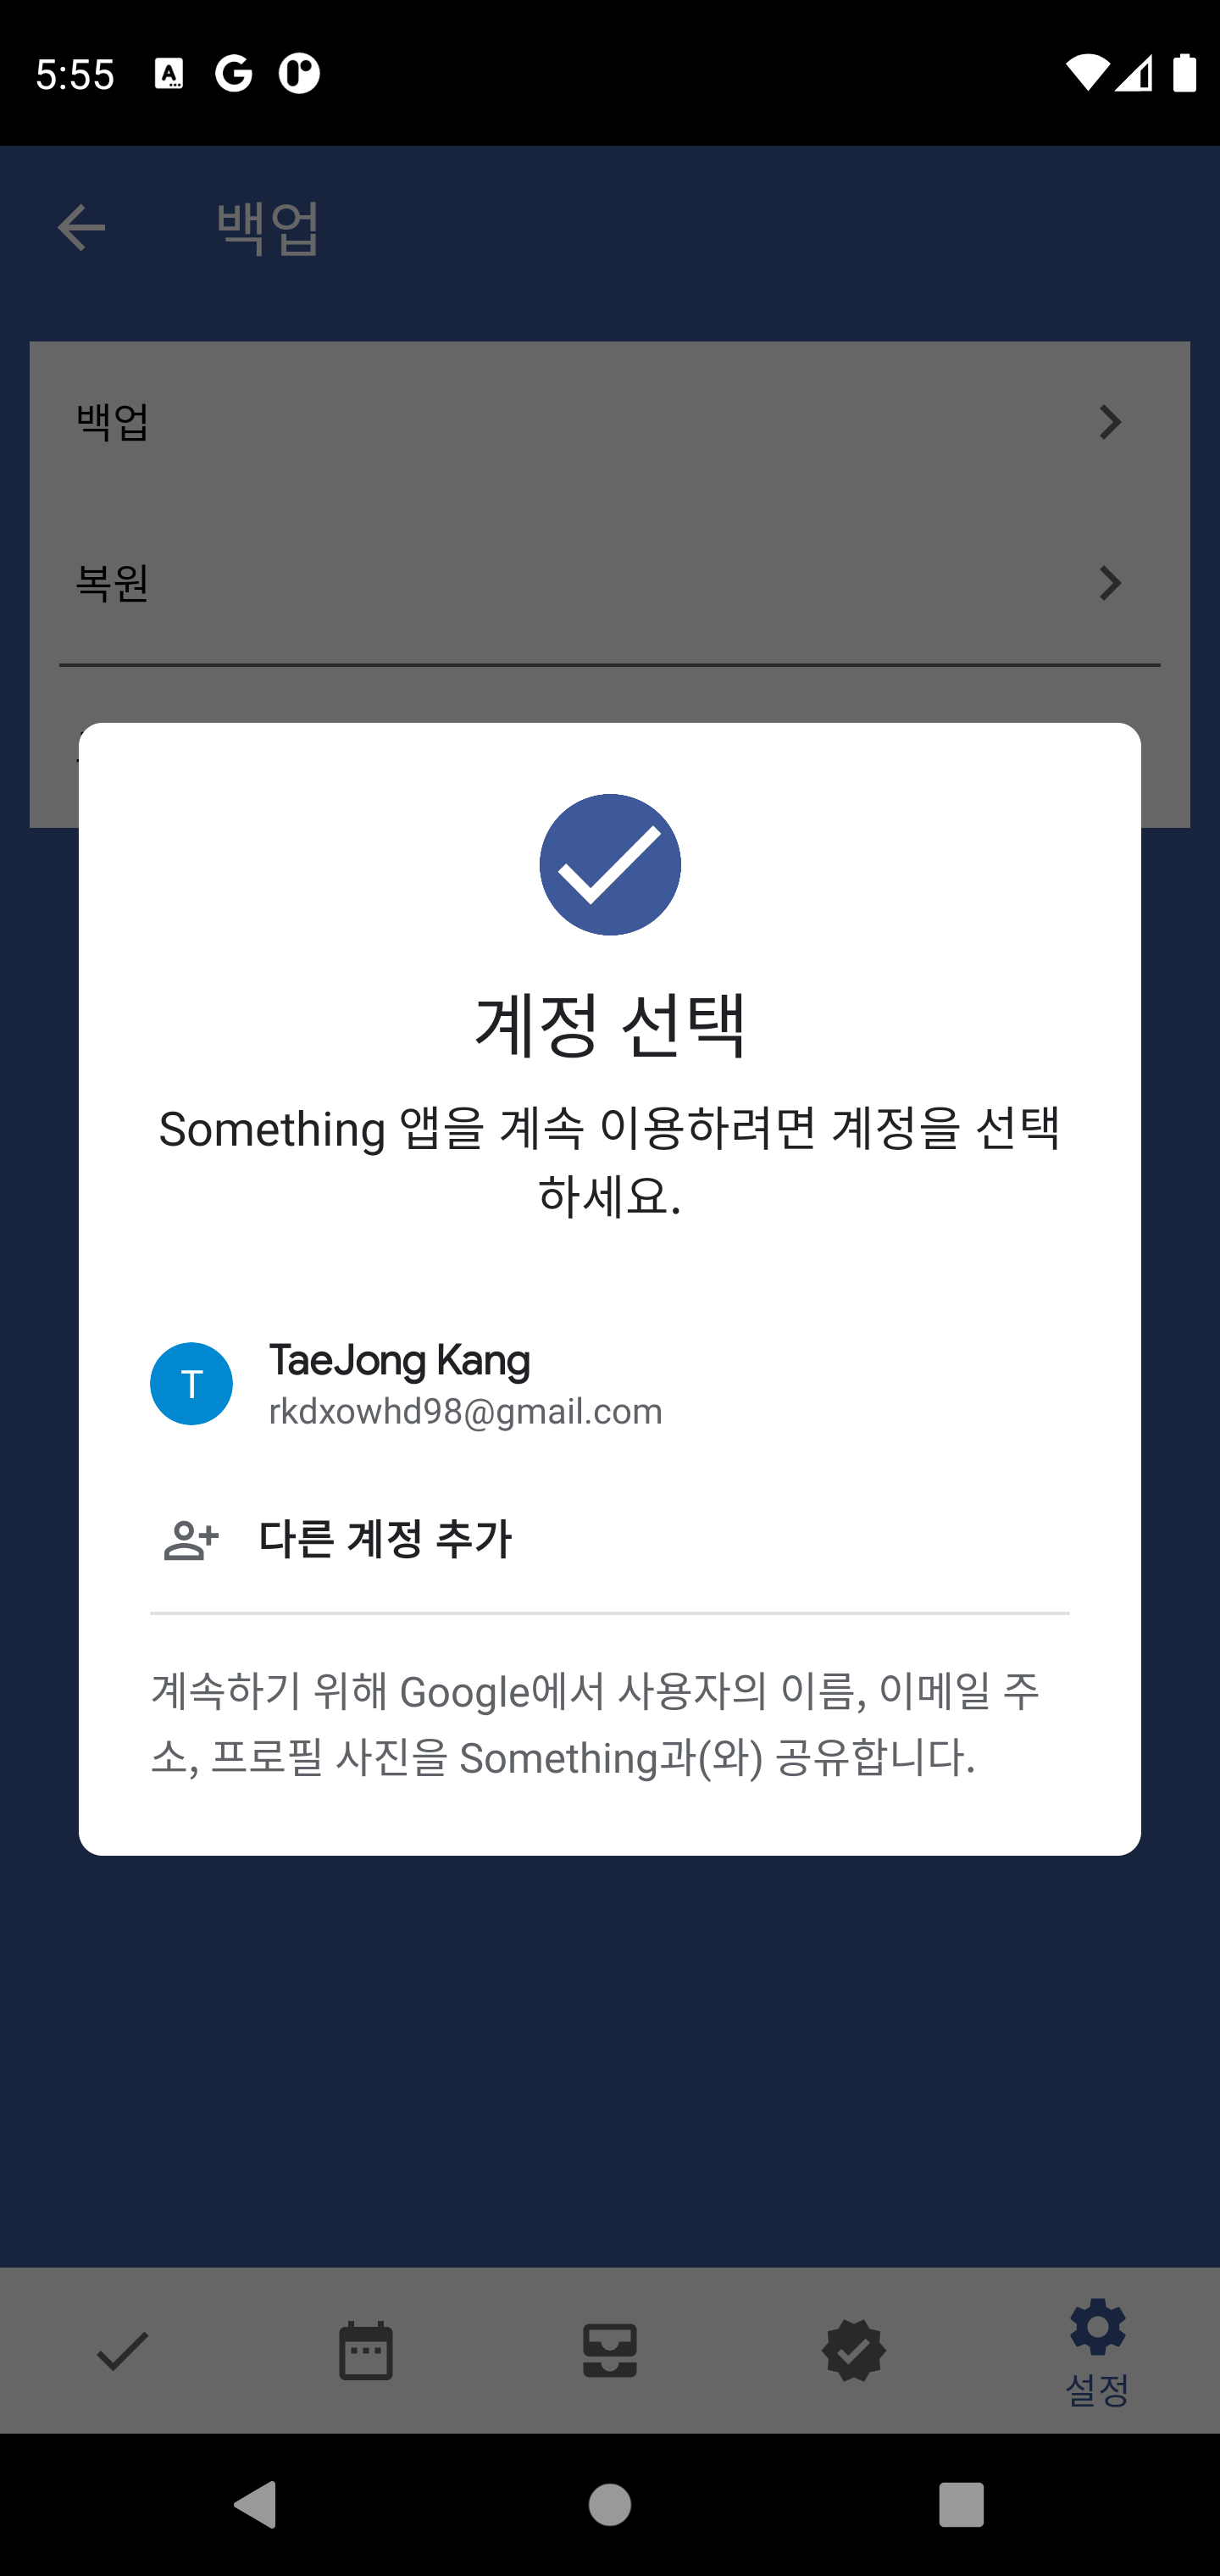 5:55
백업
백업
복원
계정 선택
Something 앱을 계속 이용하려면 계정을 선택
하세요.
T
TaeJong Kang
rkdxowhd98@gmail.com
다른 계정 추가
계속하기 위해 Google에서 사용자의 이름, 이메일 주
소, 프로필 사진을 Something과(와) 공유합니다.
설정